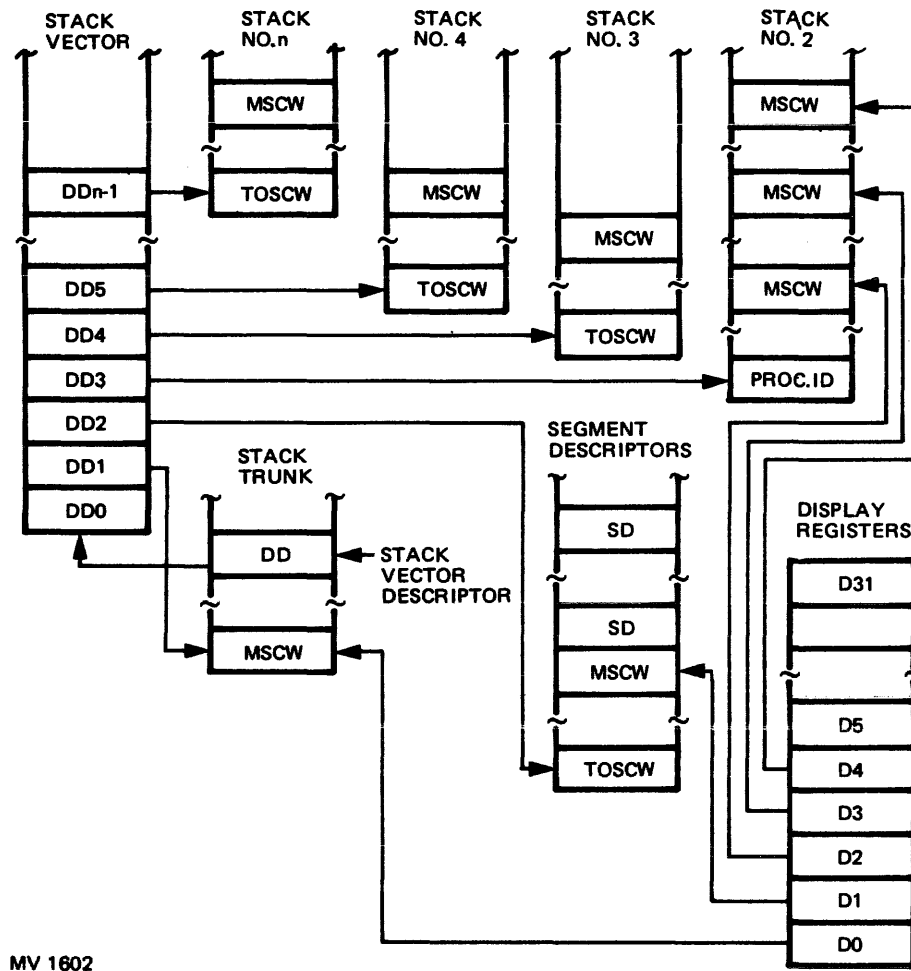 STACK
VECTOR
STACK
NO.n
STACK
NO. 4
STACK
NO. 3
STACK
NO. 2
MSCW
MSCW
DDn-1
TOSCW
MSCW
MSCW
MSCW
DD5
TOSCW
MSCW
DD4
TOSCW
DD3
PROC.ID
DD2
DD1
DD0
STACK
TRUNK
DD
STACK
VECTOR
DESCRIPTOR
MSCW
SEGMENT
DESCRIPTORS
SD
SD
MSCW
TOSCW
DISPLAY
REGISTERS
D31
D5
D4
D3
D2
D1
D0
MV 1602